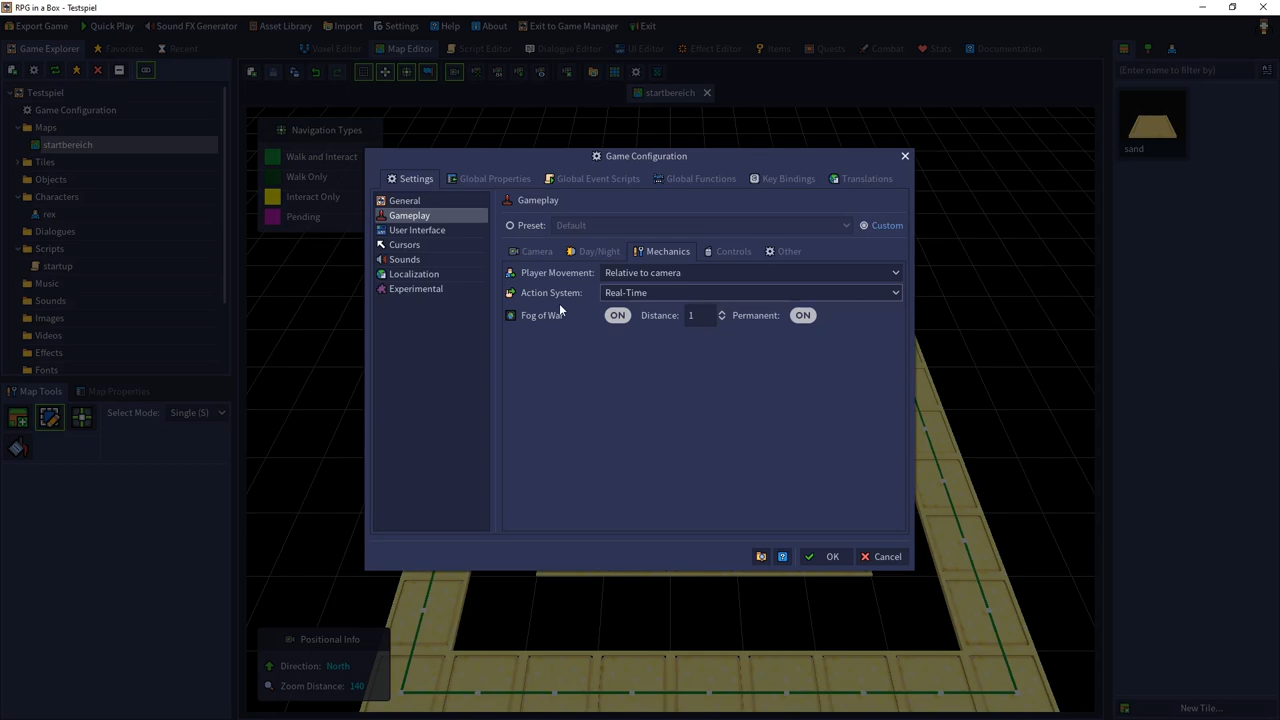 RPG in a Box - Testspiel
Export Game Quick Play Sound FX Generator Asset Library Import Settings Help About Exit to Game Manager Exit
Game Explorer Favorites Recent Voxel Editor Map Editor Script Editor Dialogue Editor UI Editor Effect Editor Items Quests Combat Stats Documentation
(Enter name to filter by)
startbereich
Testspiel
Game Configuration
Maps
startbereich
Tiles
Objects
Characters
rex
Dialogues
Scripts
startup
Music
Sounds
Images
Videos
Effects
Fonts
Map Tools Map Properties
Select Mode: Single (S)
Navigation Types
Walk and Interact
Walk Only
Interact Only
Pending
Game Configuration
Settings Global Properties Global Event Scripts Global Functions Key Bindings Translations
General
Gameplay
User Interface
Cursors
Sounds
Localization
Experimental
Gameplay
Preset: Default Custom
Camera Day/Night Mechanics Controls Other
Player Movement: Relative to camera
Action System: Real-Time
Fog of War ON Distance: 1 Permanent: ON
OK Cancel
Positional Info
Direction: North
Zoom Distance: 140
sand
New Tile...